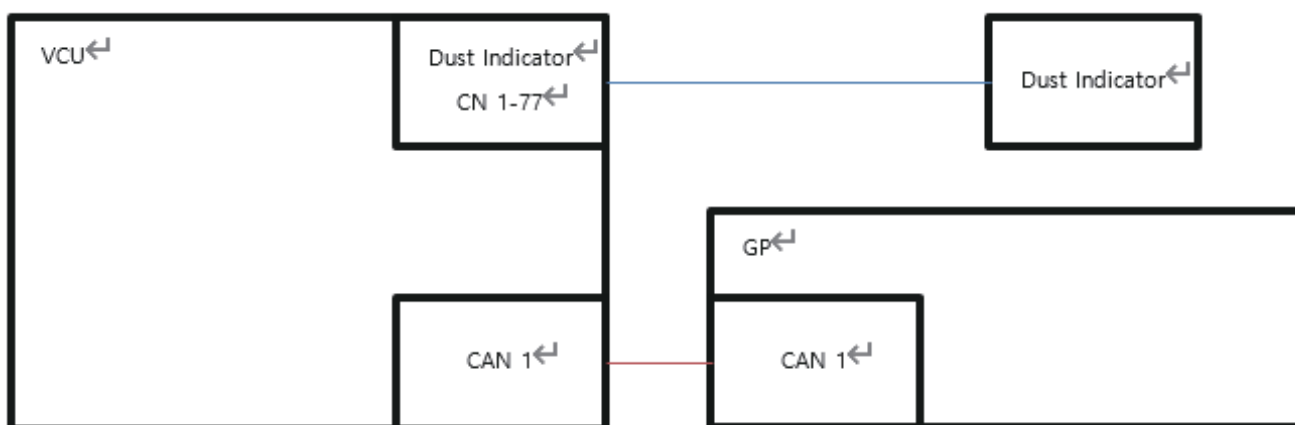 VCU
Dust Indicator
CN 1-77
Dust Indicator
GP
CAN 1
CAN 1